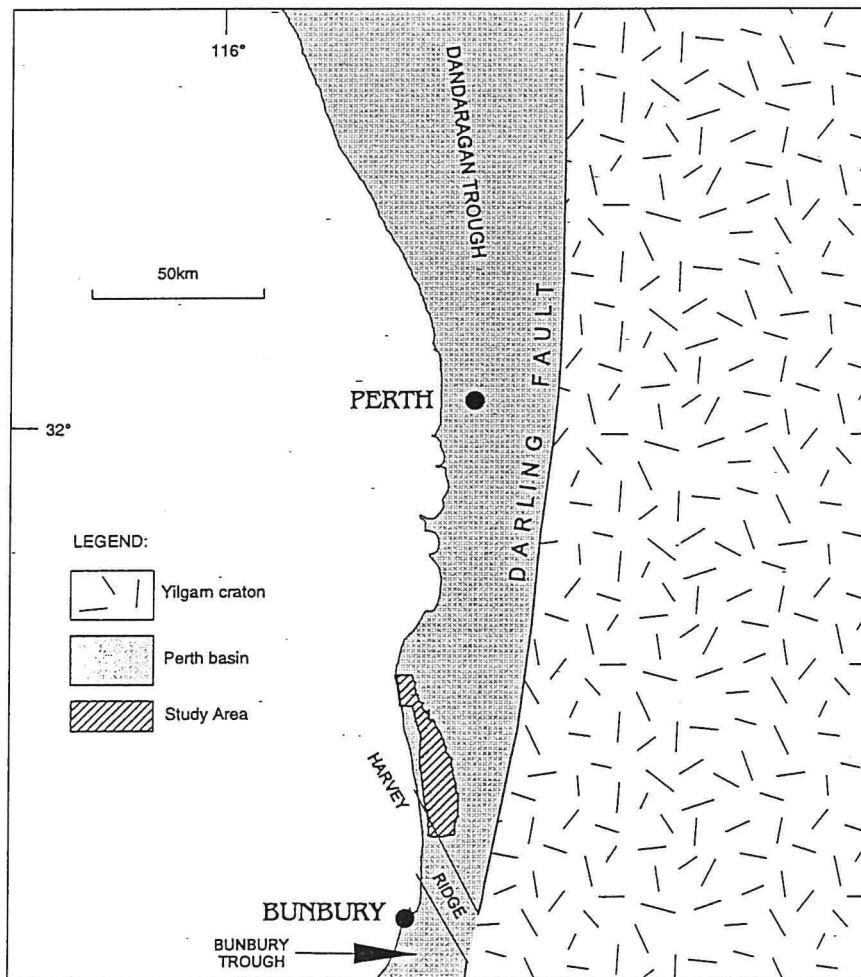 116°
DANDARAGAN TROUGH
50km
DARLING FAULT
PERTH
32°
LEGEND:
Yilgarn craton
Perth basin
Study Area
HARVEY
RIDGE
BUNBURY
BUNBURY
TROUGH